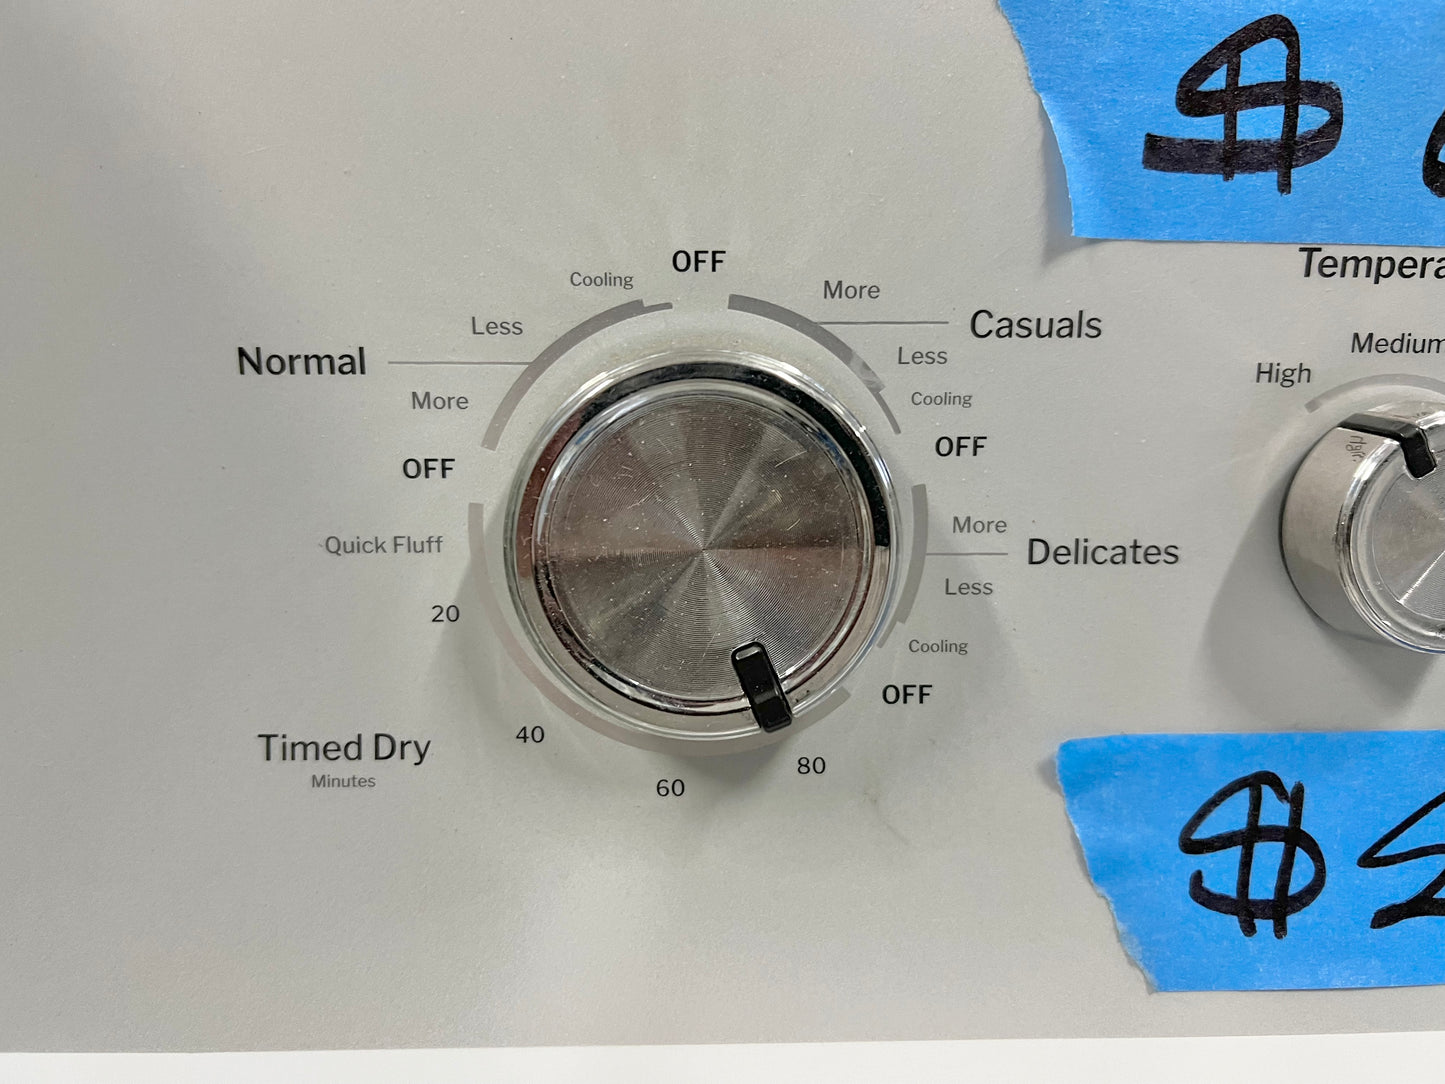 $
Tempera
OFF
Cooling
More
Less
Casuals
Normal
Medium
Less
High
More
Cooling
OFF
OFF
More
Quick Fluff
Delicates
Less
20
Cooling
OFF
40
Timed Dry
80
Minutes
60
$